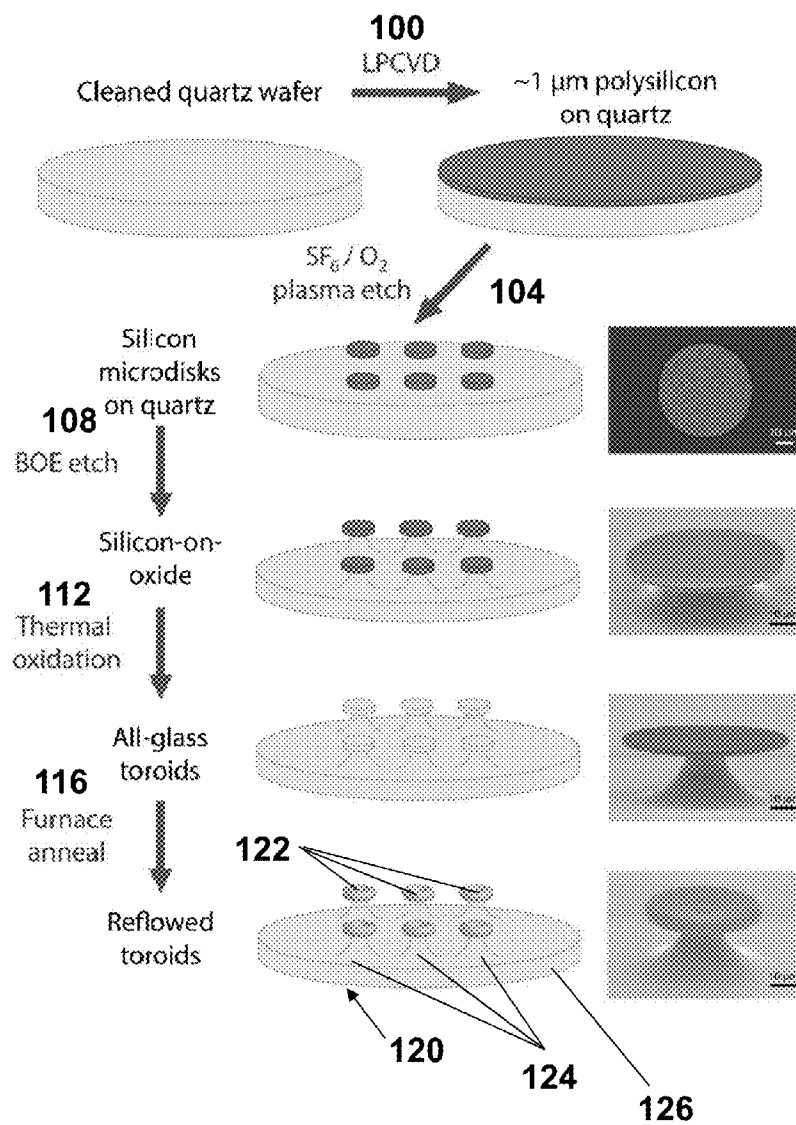 100
LPCVD
Cleaned quartz wafer
~1 μm polysilicon
on quartz
SF6 / O2
plasma etch
104
Silicon
microdisks
on quartz
108
BOE etch
Silicon-on-
oxide
112
Thermal
oxidation
All-glass
toroids
116
Furnace
anneal
122
Reflowed
toroids
120
124
126